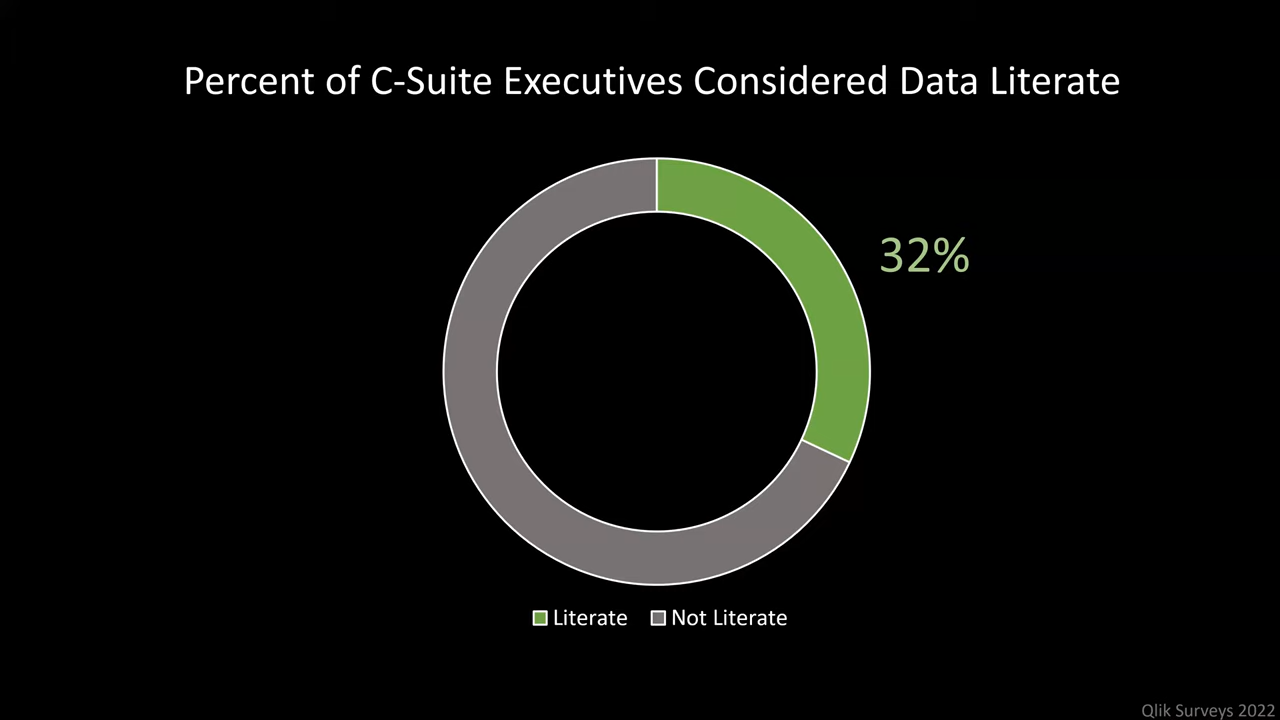 Percent of C-Suite Executives Considered Data Literate
32%
Literate Not Literate
Qlik Surveys 2022